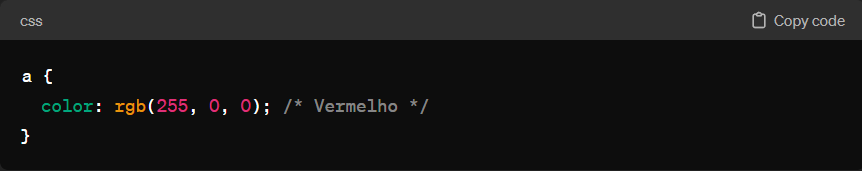 css Copy code
a {
  color: rgb(255, 0, 0); /* Vermelho */
}